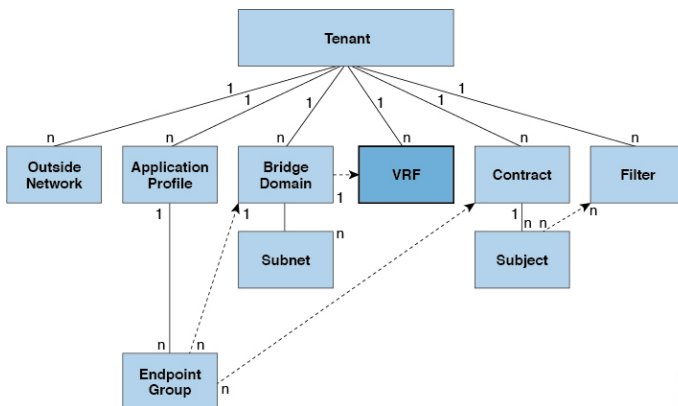 Tenant
1
1
1
1
1
1
n
n
n
n
n
n
Outside
Network
Application
Profile
Bridge
Domain
VRF
Contract
Filter
1
1
1
1
n
n
n
n
Subnet
Subject
n
n
n
Endpoint
Group